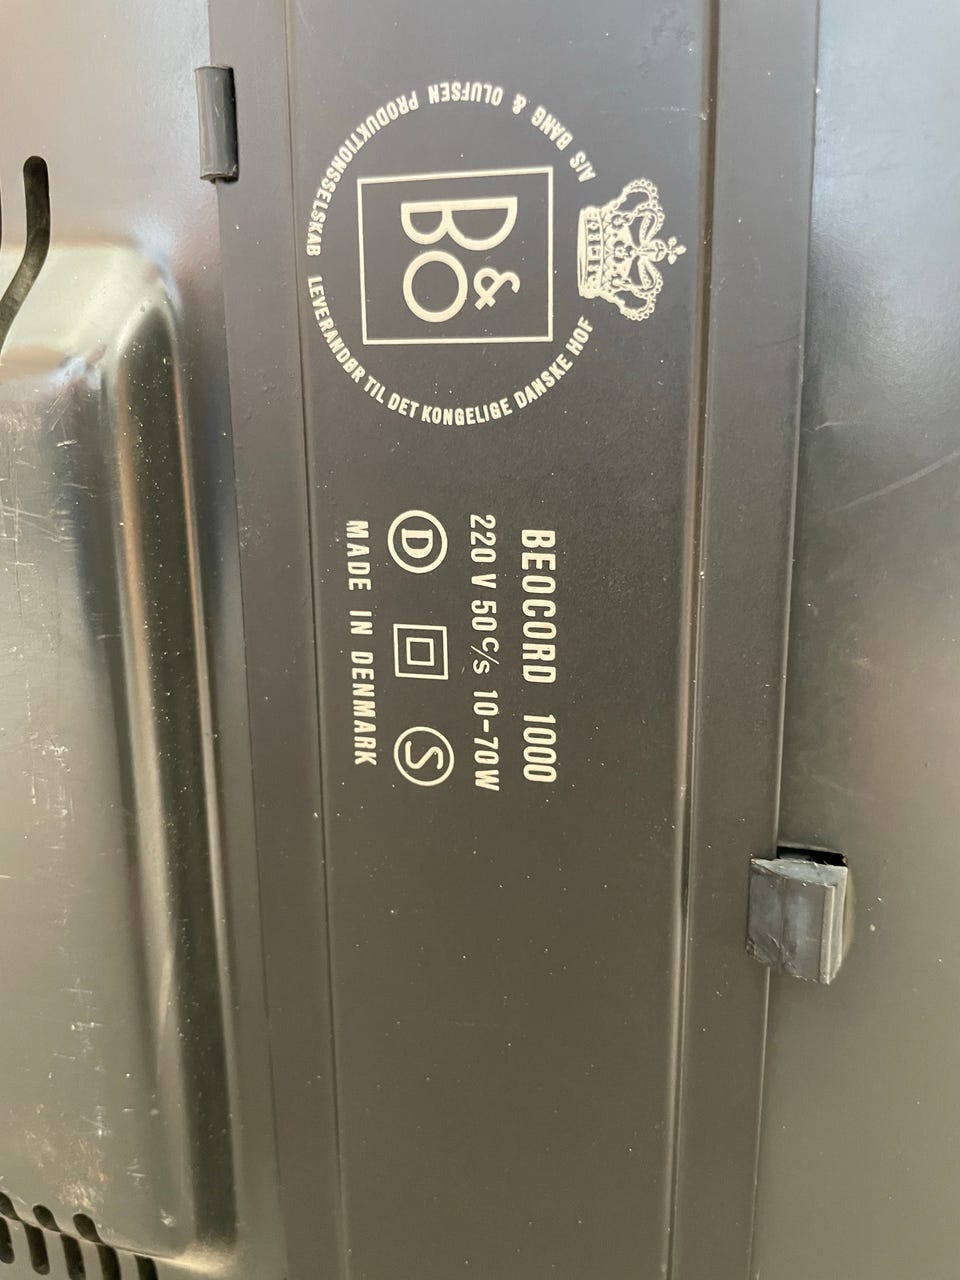 A/S BANG & OLUFSEN PRODUKTIONSSELSKAB LEVERANDØR TIL DET KONGELIGE DANSKE HOF
B&O
BEOCORD 1000
220 V 50 C/S 10-70W
D S
MADE IN DENMARK